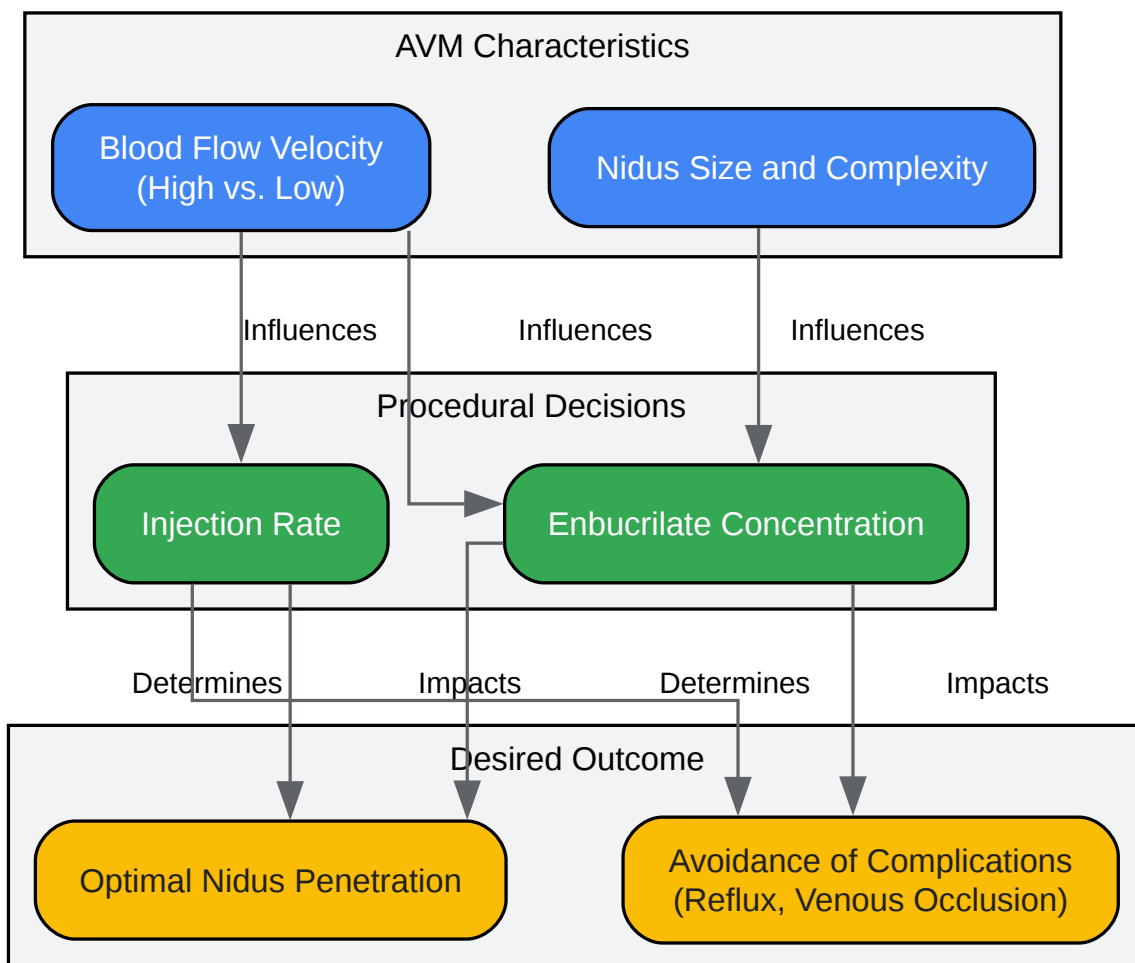 AVM Characteristics
Blood Flow Velocity
(High vs. Low)
Nidus Size and Complexity
Influences
Influences
Influences
Procedural Decisions
Injection Rate
Enbucrilate Concentration
Determines
Impacts
Determines
Impacts
Desired Outcome
Optimal Nidus Penetration
Avoidance of Complications
(Reflux, Venous Occlusion)